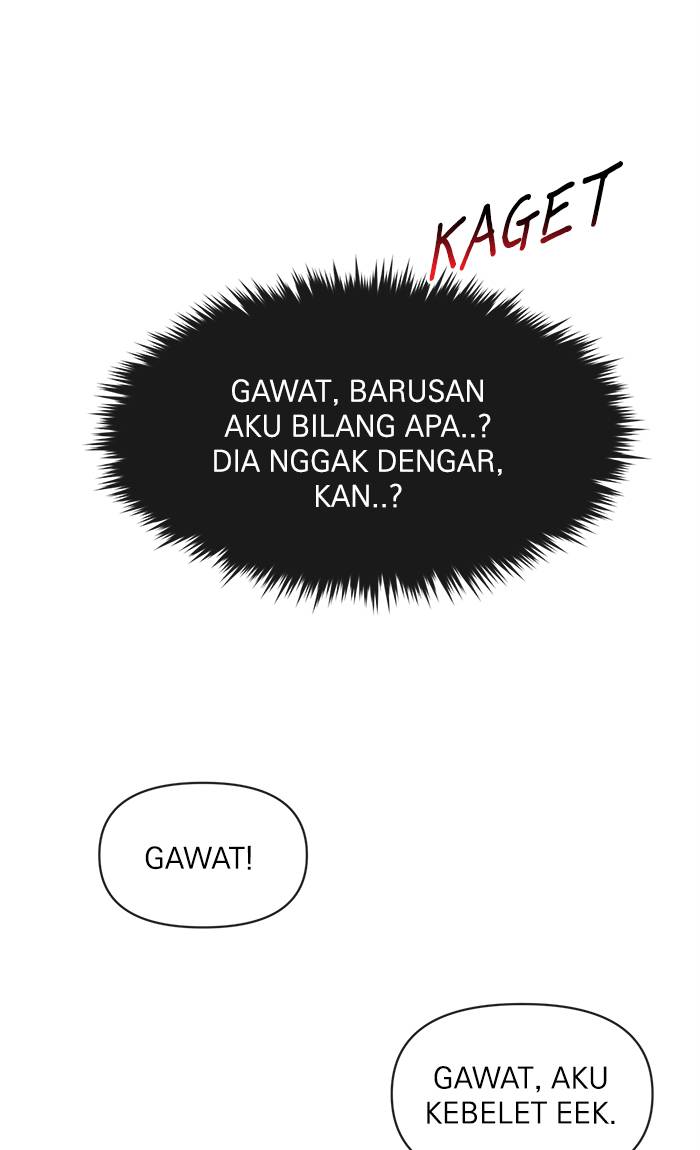 KAGET
GAWAT, BARUSAN
AKU BILANG APA..?
DIA NGGAK DENGAR,
KAN..?
GAWAT!
GAWAT, AKU
KEBELET EEK.